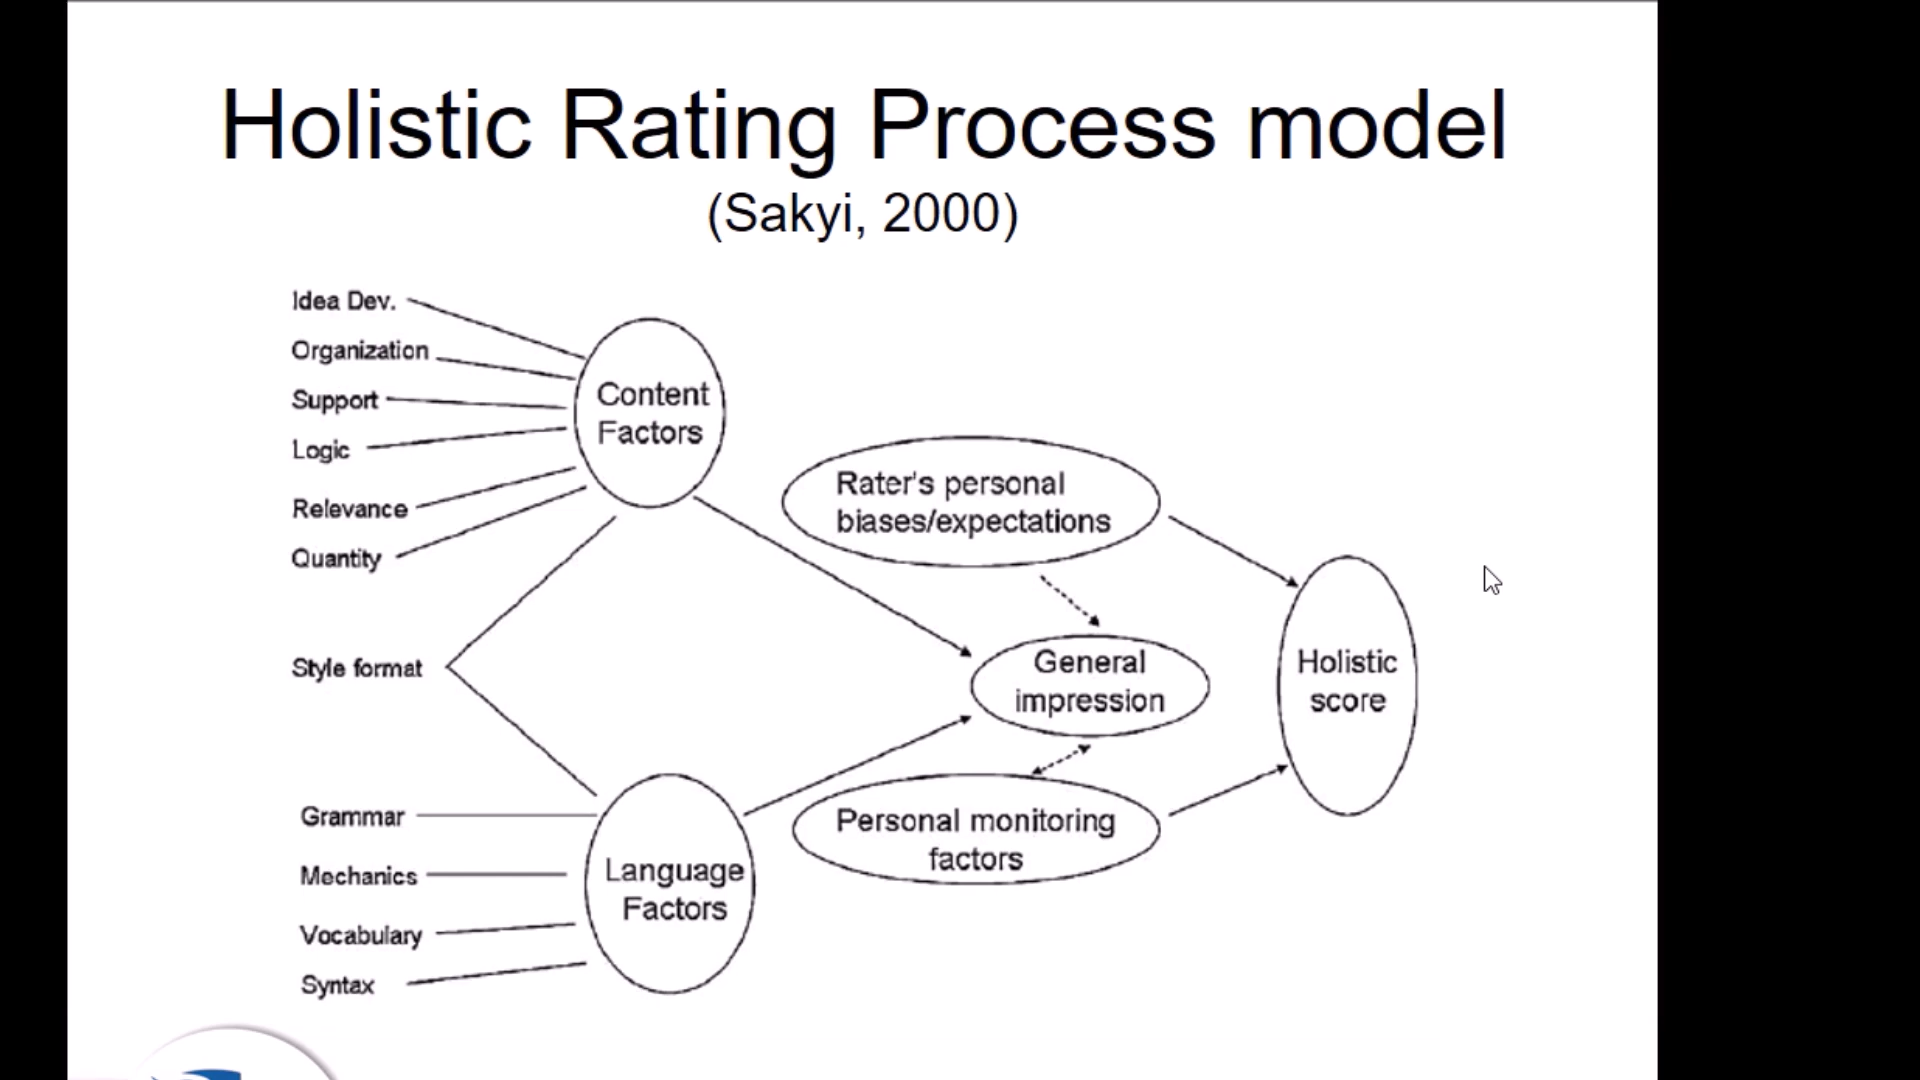 Holistic Rating Process model
(Sakyi, 2000)
Idea Dev.
Organization
Support
Logic
Relevance
Quantity
Style format
Grammar
Mechanics
Vocabulary
Syntax
Content
Factors
Language
Factors
Rater's personal
biases/expectations
General
impression
Personal monitoring
factors
Holistic
score